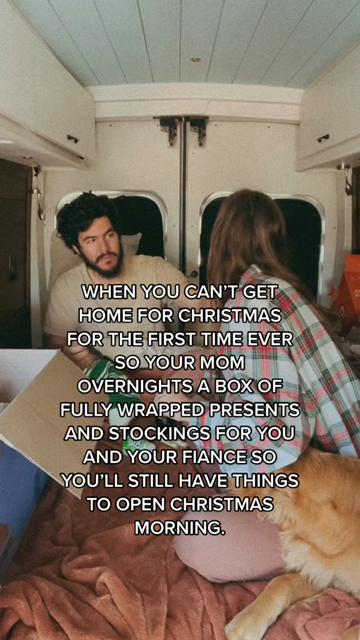 WHEN YOU CAN'T GET
HOME FOR CHRISTMAS
FOR THE FIRST TIME EVER
SO YOUR MOM
OVERNIGHTS A BOX OF
FULLY WRAPPED PRESENTS
AND STOCKINGS FOR YOU
AND YOUR FIANCE SO
YOU'LL STILL HAVE THINGS
TO OPEN CHRISTMAS
MORNING.